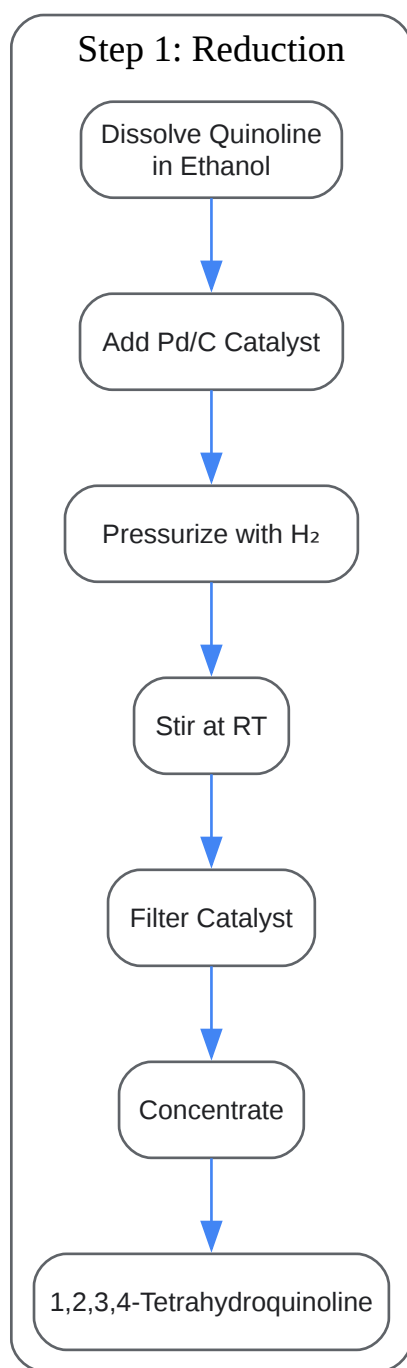 Step 1: Reduction
Dissolve Quinoline
in Ethanol
Add Pd/C Catalyst
Pressurize with H₂
Stir at RT
Filter Catalyst
Concentrate
1,2,3,4-Tetrahydroquinoline